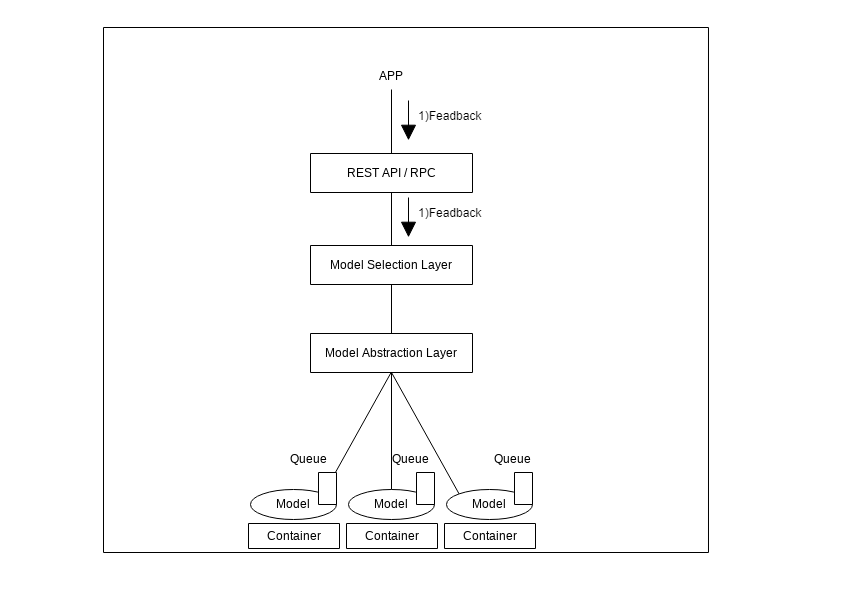 APP
1)Feadback
REST API / RPC
1)Feadback
Model Selection Layer
Model Abstraction Layer
Queue
Queue
Queue
Model
Model
Model
Container
Container
Container